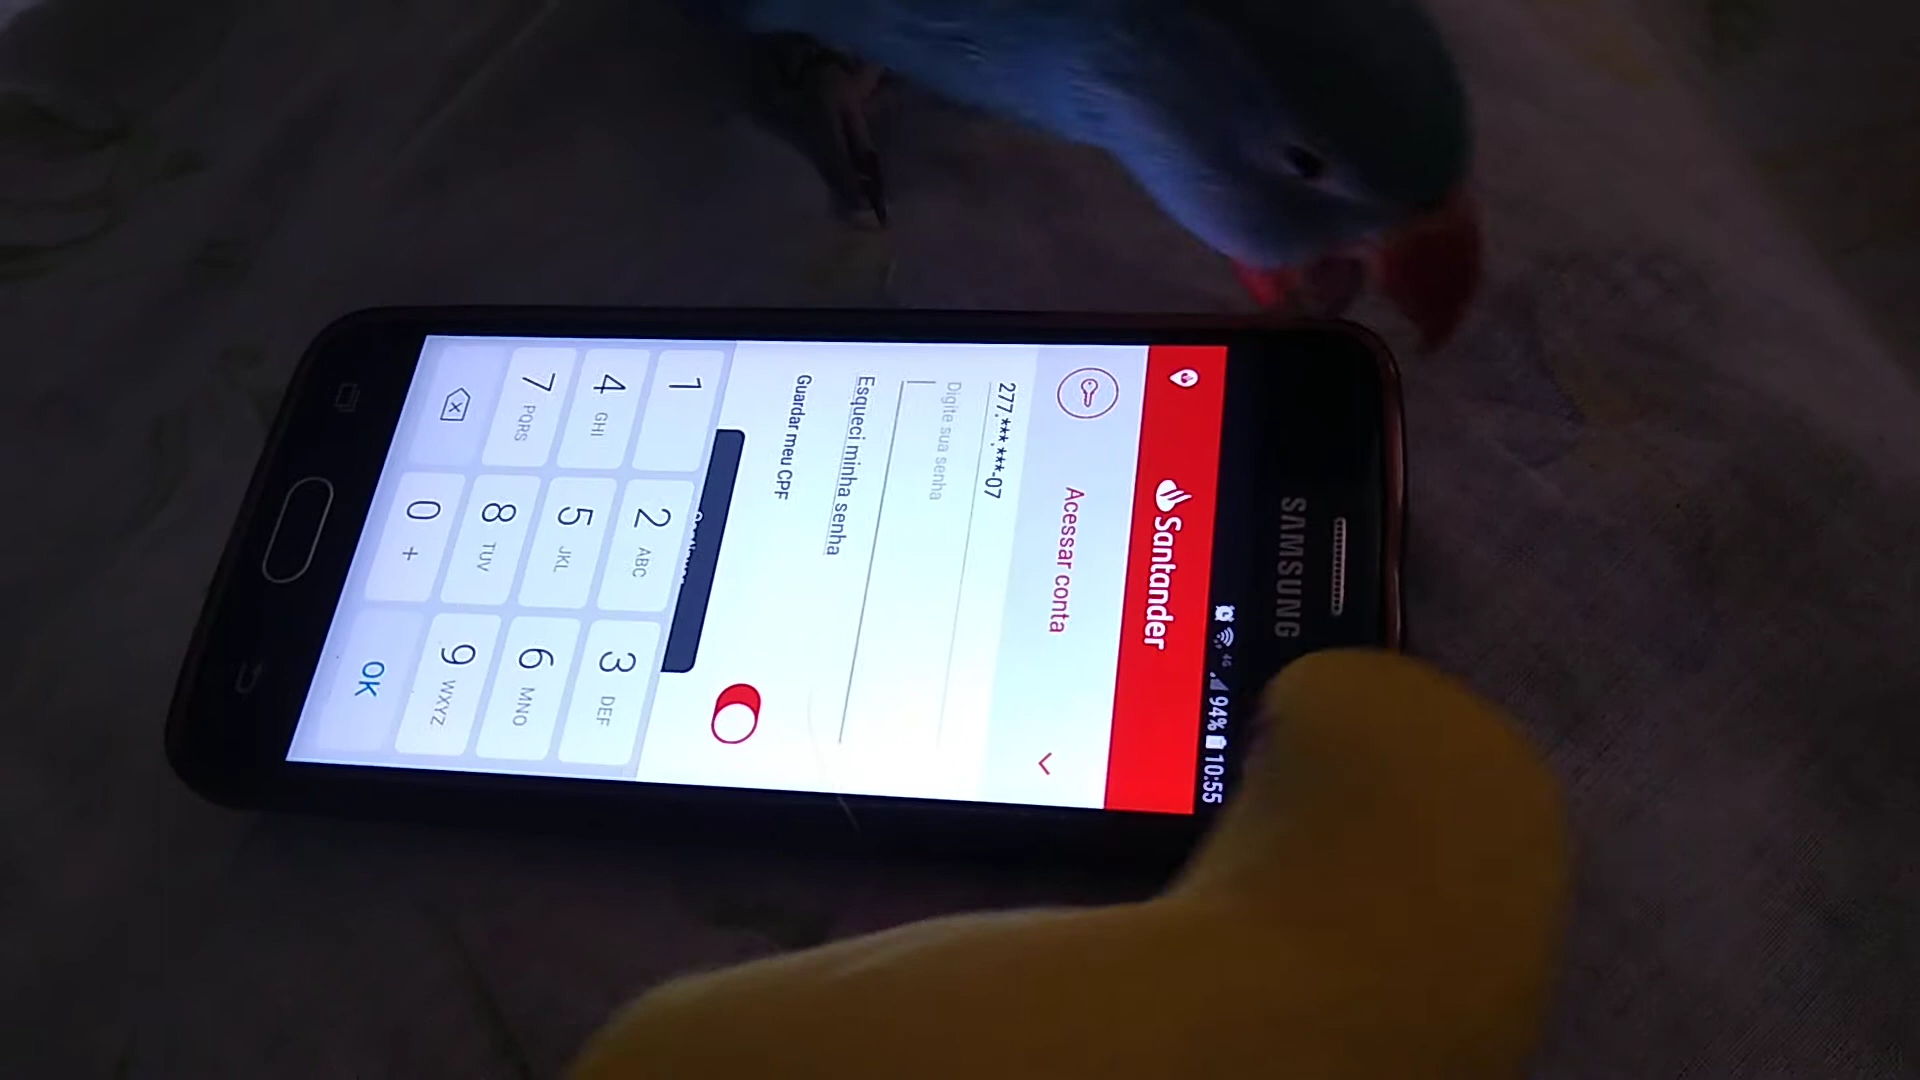 SAMSUNG
94% 10:55
Santander
Acessar conta
277.***.***-07
Digite sua senha
Esqueci minha senha
Guardar meu CPF
1
2 ABC
3 DEF
4 GHI
5 JKL
6 MNO
7 PQRS
8 TUV
9 WXYZ
0 +
OK